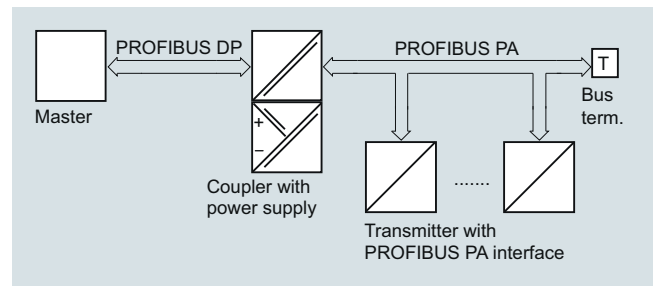 PROFIBUS DP
PROFIBUS PA
T
Master
Bus
term.
+
–
Coupler with
power supply
.......
Transmitter with
PROFIBUS PA interface